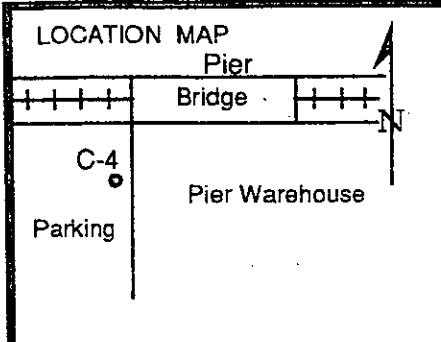 LOCATION MAP
Pier
Bridge
N
C-4
Pier Warehouse
Parking